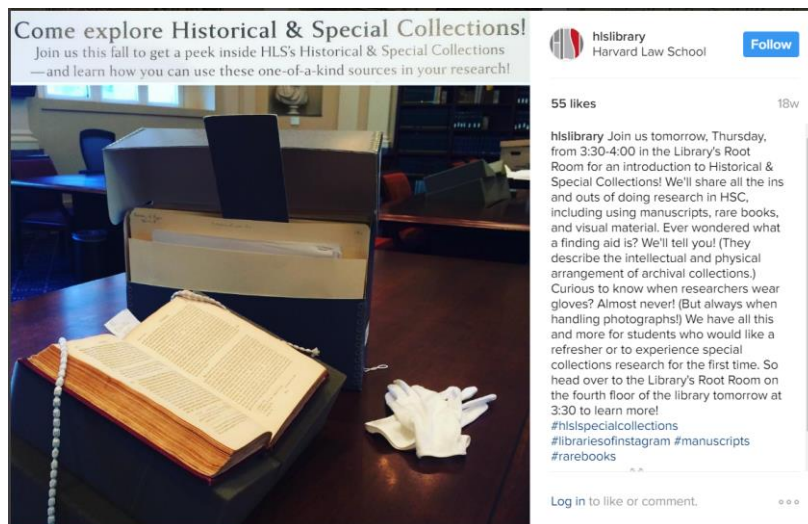 Come explore Historical & Special Collections!
Join us this fall to get a peek inside HLS's Historical & Special Collections
—and learn how you can use these one-of-a-kind sources in your research!
hlslibrary
Harvard Law School
Follow
55 likes
18w
hlslibrary Join us tomorrow, Thursday,
from 3:30-4:00 in the Library's Root
Room for an introduction to Historical &
Special Collections! We'll share all the ins
and outs of doing research in HSC,
including using manuscripts, rare books,
and visual material. Ever wondered what
a finding aid is? We'll tell you! (They
describe the intellectual and physical
arrangement of archival collections.)
Curious to know when researchers wear
gloves? Almost never! (But always when
handling photographs!) We have all this
and more for students who would like a
refresher or to experience special
collections research for the first time. So
head over to the Library's Root Room on
the fourth floor of the library tomorrow at
3:30 to learn more!
#hlslspecialcollections
#librariesofinstagram #manuscripts
#rarebooks
Log in to like or comment.